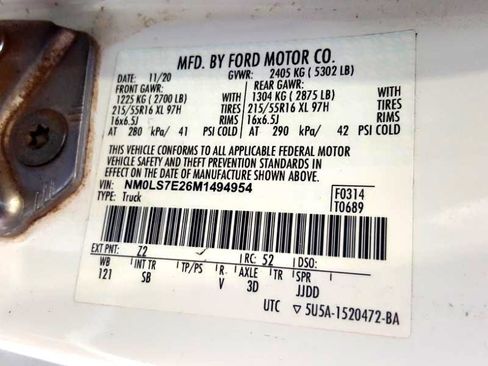 MFD. BY FORD MOTOR CO.
DATE: 11/20 GVWR: 2405 KG ( 5302 LB)
FRONT GAWR: REAR GAWR:
1225 KG ( 2700 LB) WITH 1304 KG ( 2875 LB) WITH
215/55R16 XL 97H TIRES 215/55R16 XL 97H TIRES
16x6.5J RIMS 16x6.5J RIMS
AT 280 kPa/ 41 PSI COLD AT 290 kPa/ 42 PSI COLD
THIS VEHICLE CONFORMS TO ALL APPLICABLE FEDERAL MOTOR
VEHICLE SAFETY AND THEFT PREVENTION STANDARDS IN
EFFECT ON THE DATE OF MANUFACTURE SHOWN ABOVE.
VIN: NM0LS7E26M1494954 F0314
TYPE: Truck T0689
EXT PNT: Z2 RC: 52 DSO:
WB INT TR TP/PS R AXLE TR SPR
121 SB V 3D JJDD
UTC ▽ 5U5A-1520472-BA